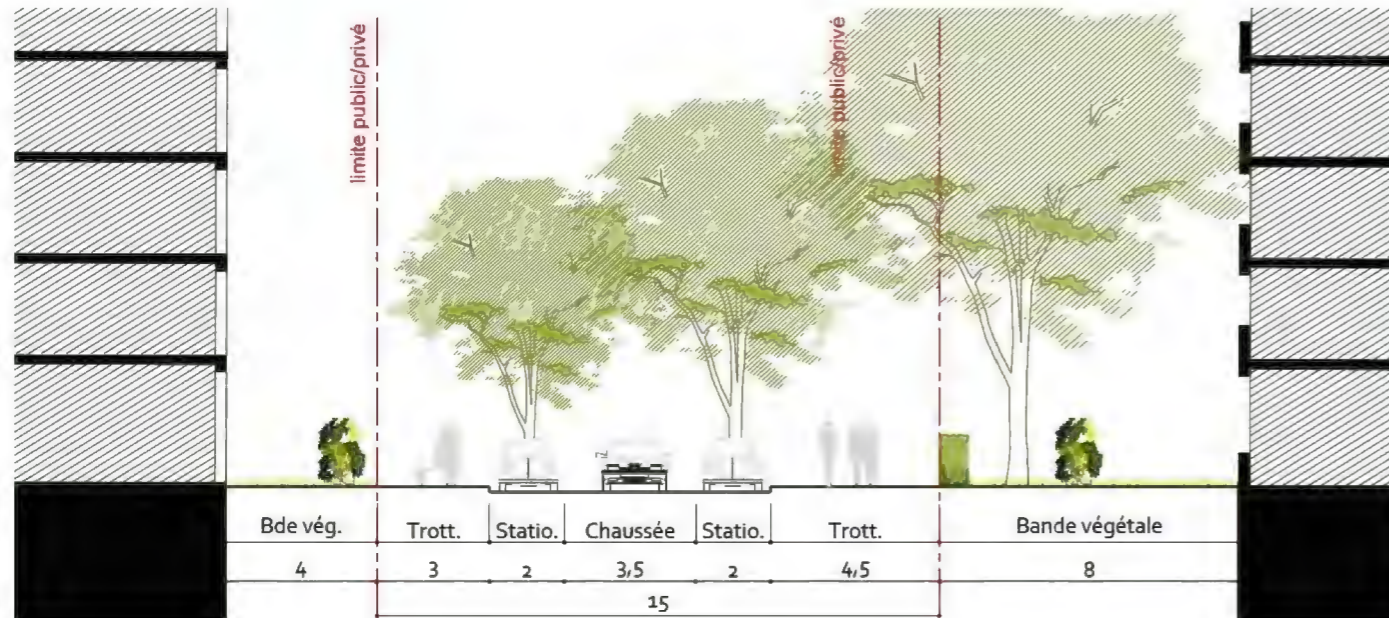 limite public/privé
limite public/privé
Bde vég. Trott. Statio. Chaussée Statio. Trott. Bande végétale
4 3 2 3,5 2 4,5 8
15